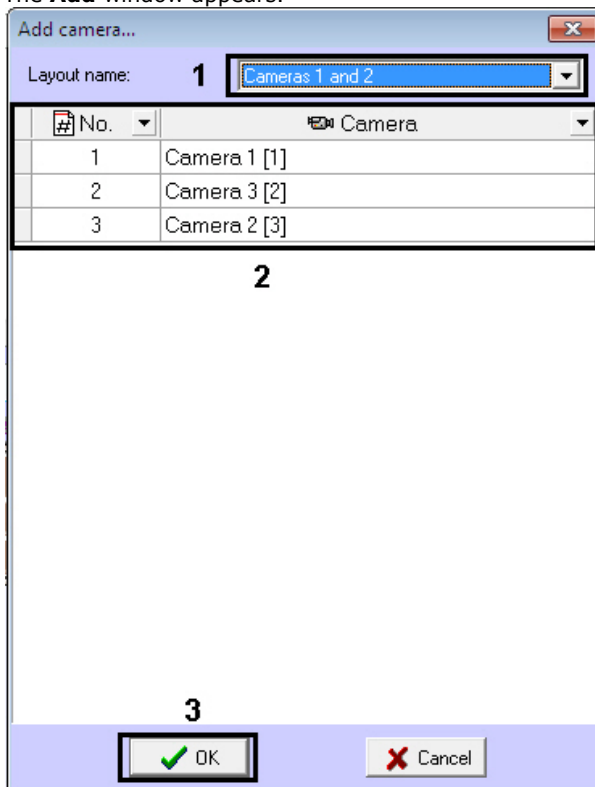 The Add window appears.
Add camera...
Layout name: 1 Cameras 1 and 2
No. Camera
1 Camera 1 [1]
2 Camera 3 [2]
3 Camera 2 [3]
2
3
OK Cancel